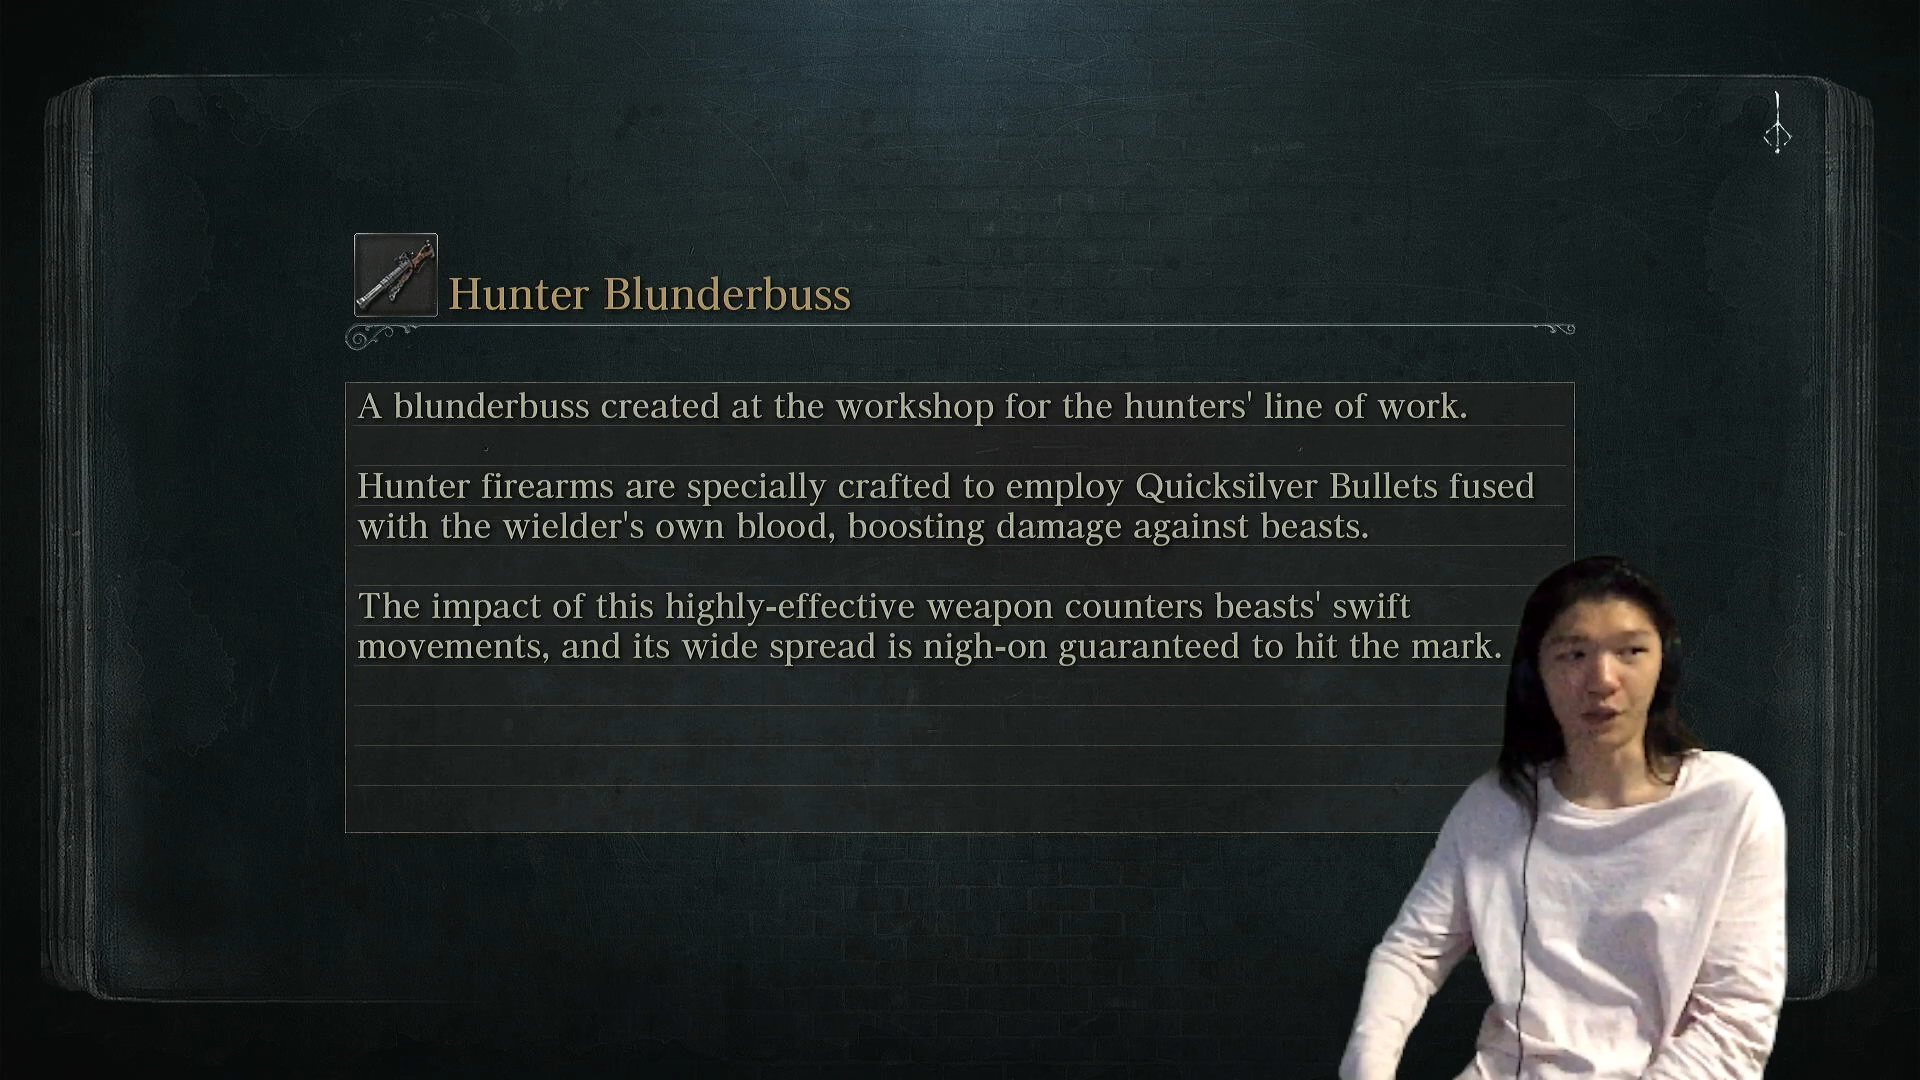 Hunter Blunderbuss
A blunderbuss created at the workshop for the hunters' line of work.
Hunter firearms are specially crafted to employ Quicksilver Bullets fused
with the wielder's own blood, boosting damage against beasts.
The impact of this highly-effective weapon counters beasts' swift
movements, and its wide spread is nigh-on guaranteed to hit the mark.